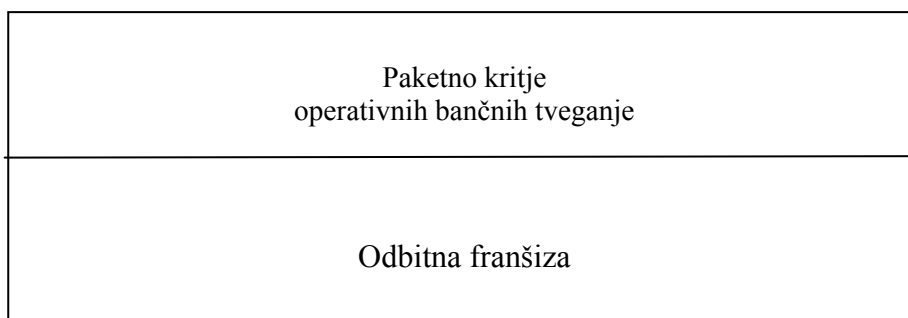 Paketno kritje
operativnih bančnih tveganje
Odbitna franšiza